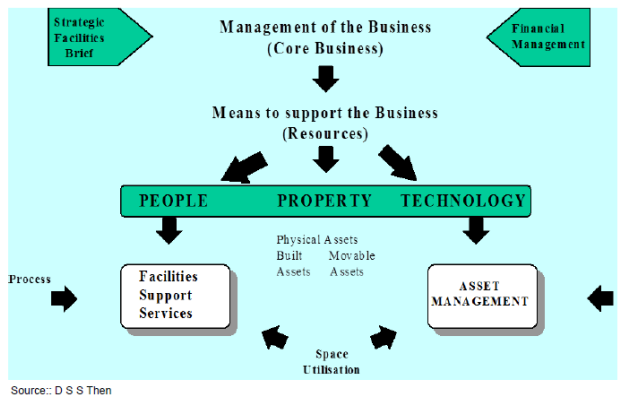 Strategic
Facilities
Brief
Management of the Business
(Core Business)
Financial
Management
Means to support the Business
(Resources)
PEOPLE PROPERTY TECHNOLOGY
Physical Assets
Built Movable
Assets Assets
Process
Facilities
Support
Services
ASSET
MANAGEMENT
Space
Utilisation
Source:: D S S Then